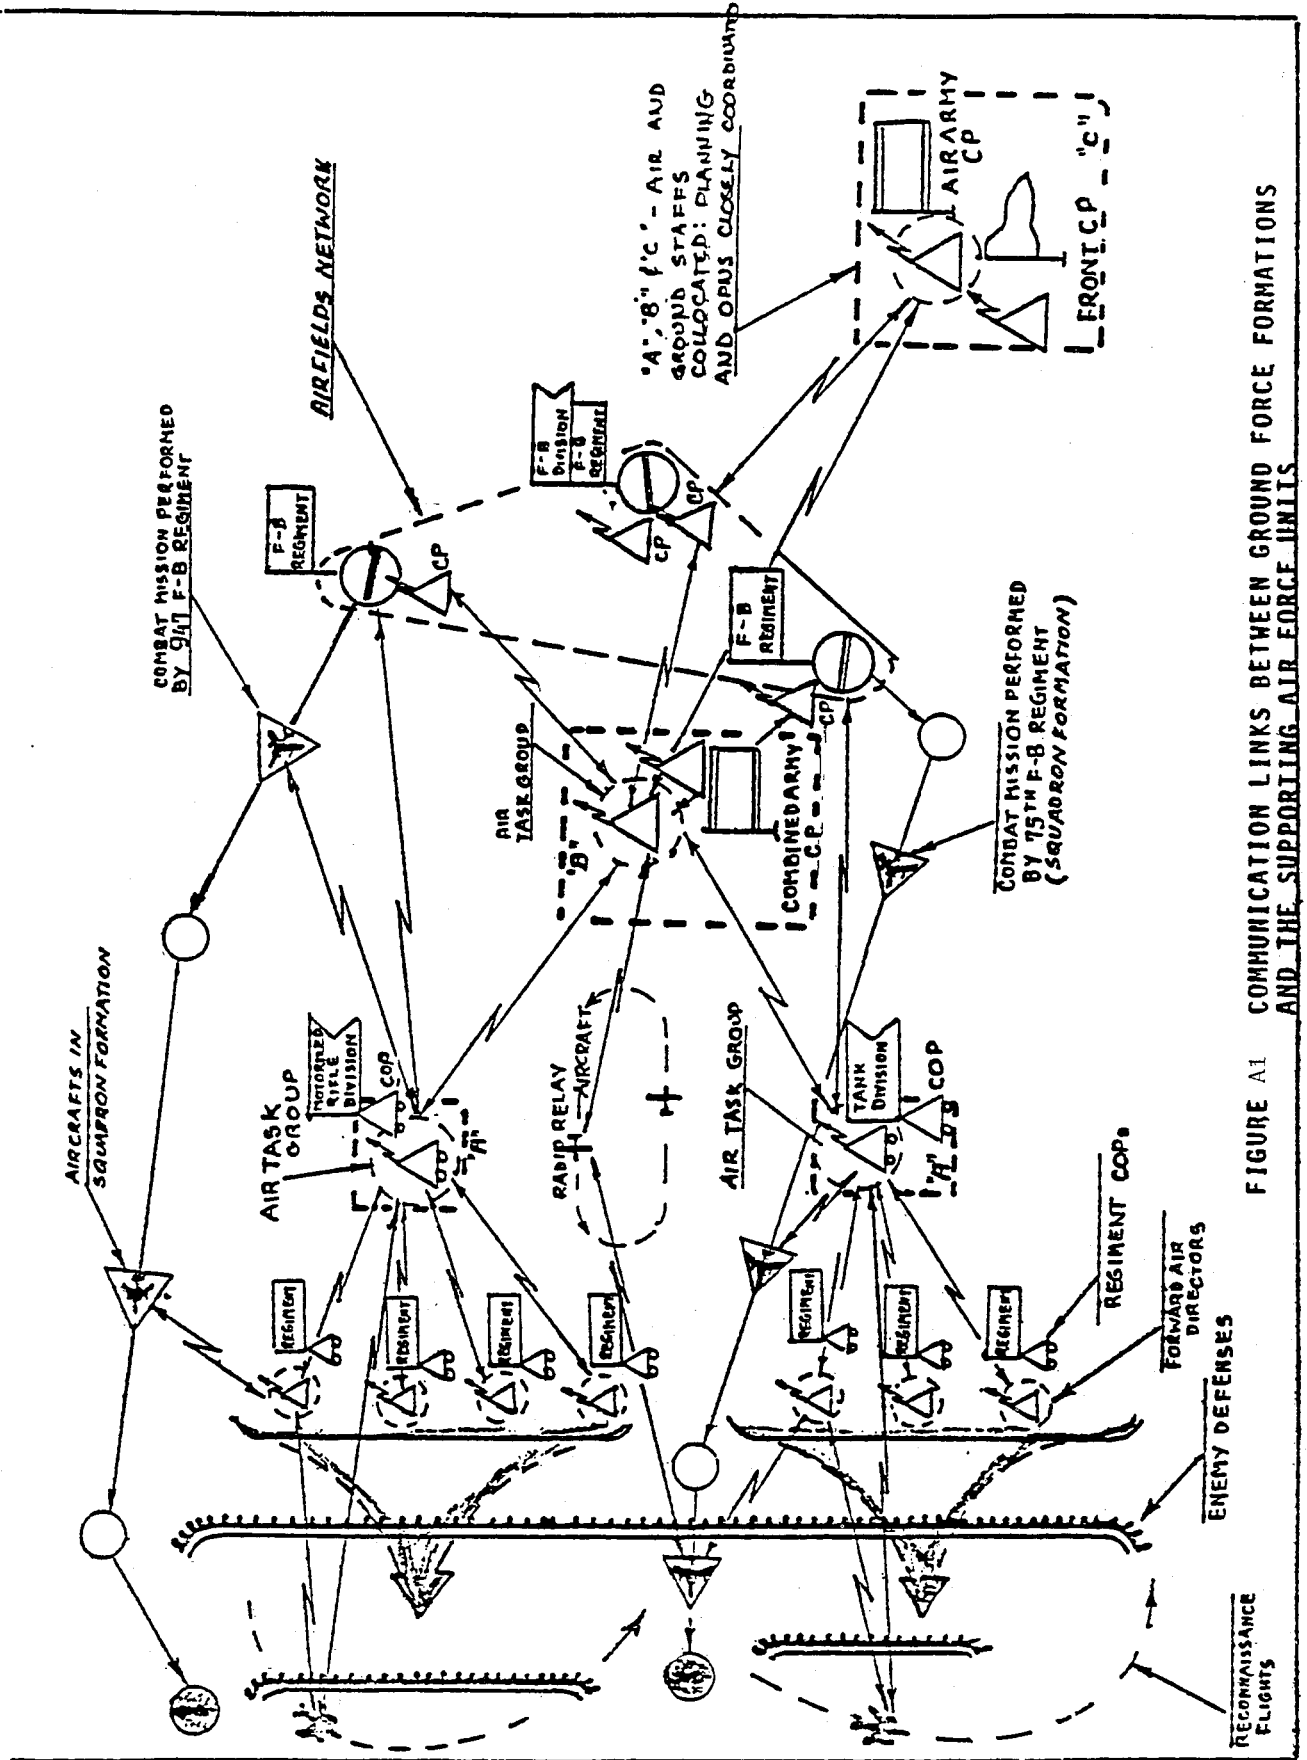 COMBAT MISSION PERFORMED
BY 947 F-B REGIMENT
AIRFIELDS NETWORK
"A", "B" & "C" - AIR AND
GROUND STAFFS
COLLOCATED: PLANNING
AND OPUS CLOSELY COORDINATED
AIRCRAFTS IN
SQUADRON FORMATION
F-B
REGIMENT
CP
F-B
DIVISION
F-B
REGIMENT
CP
CP
AIR ARMY
CP
FRONT CP "C"
F-B
REGIMENT
CP
AIR
TASK GROUP
"B"
COMBINED ARMY
CP
COMBAT MISSION PERFORMED
BY 75TH F-B REGIMENT
(SQUADRON FORMATION)
AIR TASK
GROUP
MOTORIZED
RIFLE
DIVISION
COP
"A"
RADIO RELAY AIRCRAFT
AIR TASK GROUP
TANK
DIVISION
COP
"A"
REGIMENT
REGIMENT
REGIMENT
REGIMENT
REGIMENT
REGIMENT
REGIMENT
REGIMENT COPs
FORWARD AIR
DIRECTORS
ENEMY DEFENSES
RECONNAISSANCE
FLIGHTS
FIGURE A1 COMMUNICATION LINKS BETWEEN GROUND FORCE FORMATIONS
AND THE SUPPORTING AIR FORCE UNITS